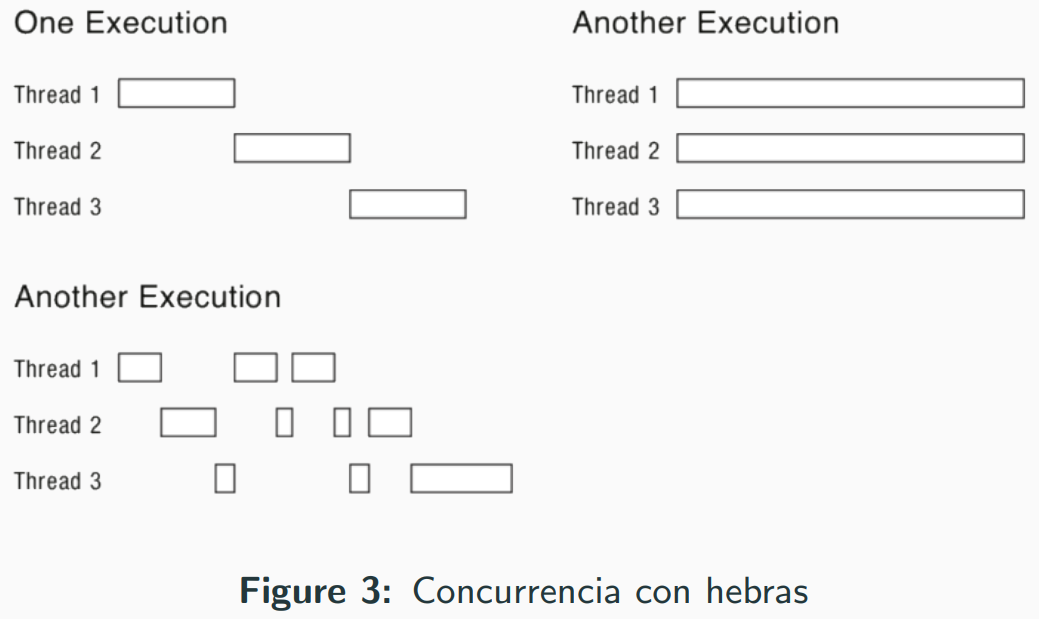 One Execution
Thread 1
Thread 2
Thread 3
Another Execution
Thread 1
Thread 2
Thread 3
Another Execution
Thread 1
Thread 2
Thread 3
Figure 3: Concurrencia con hebras